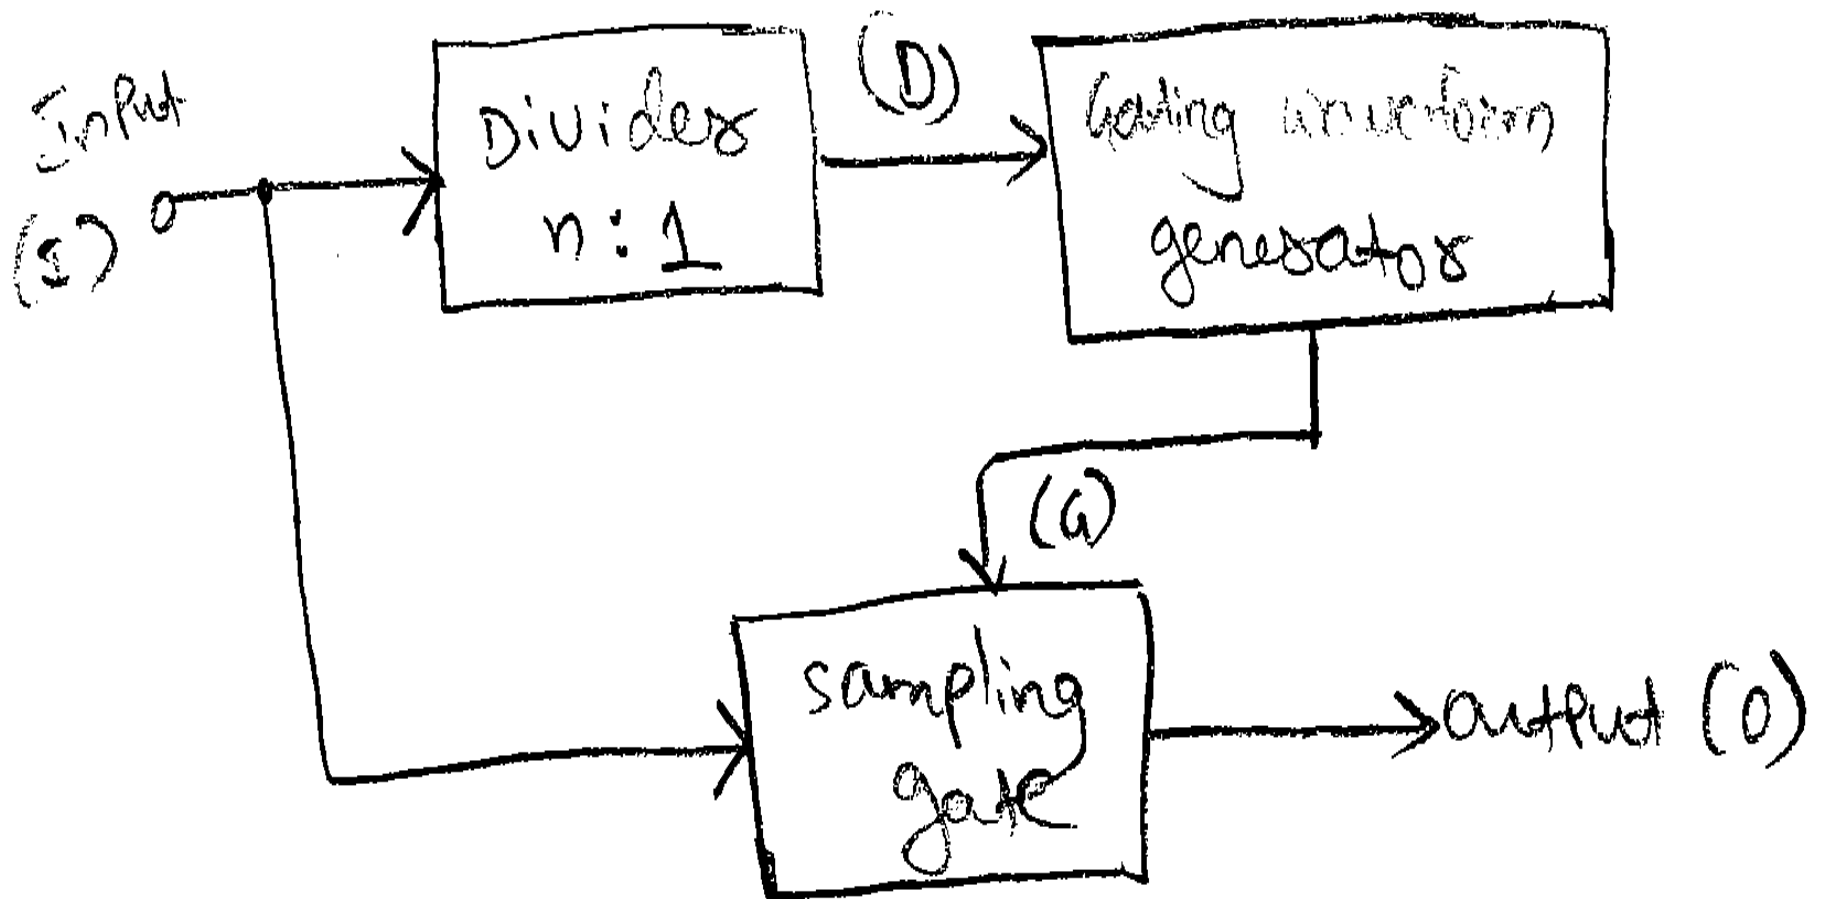 Input
(I)
Divider
n:1
(D)
Gating waveform
generator
(G)
sampling
gate
output (O)